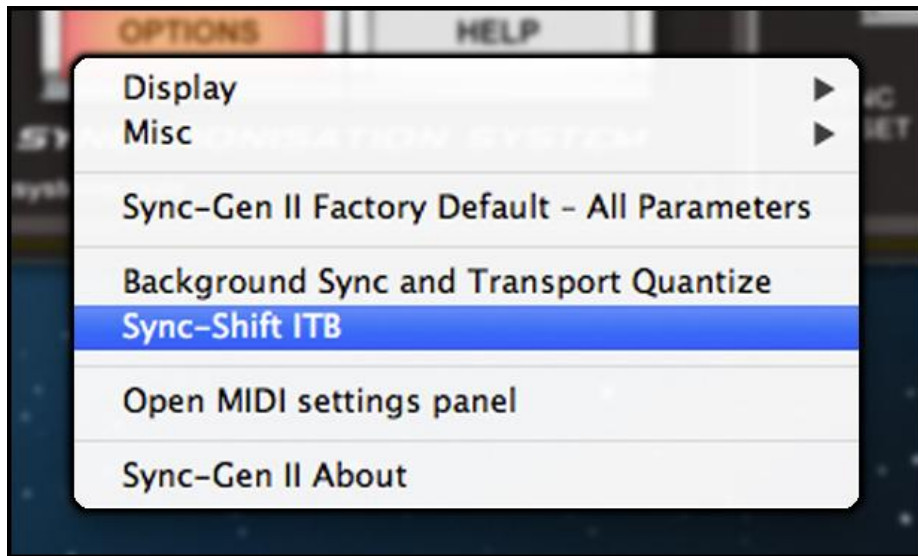 OPTIONS HELP
Display
Misc
Sync-Gen II Factory Default - All Parameters
Background Sync and Transport Quantize
Sync-Shift ITB
Open MIDI settings panel
Sync-Gen II About